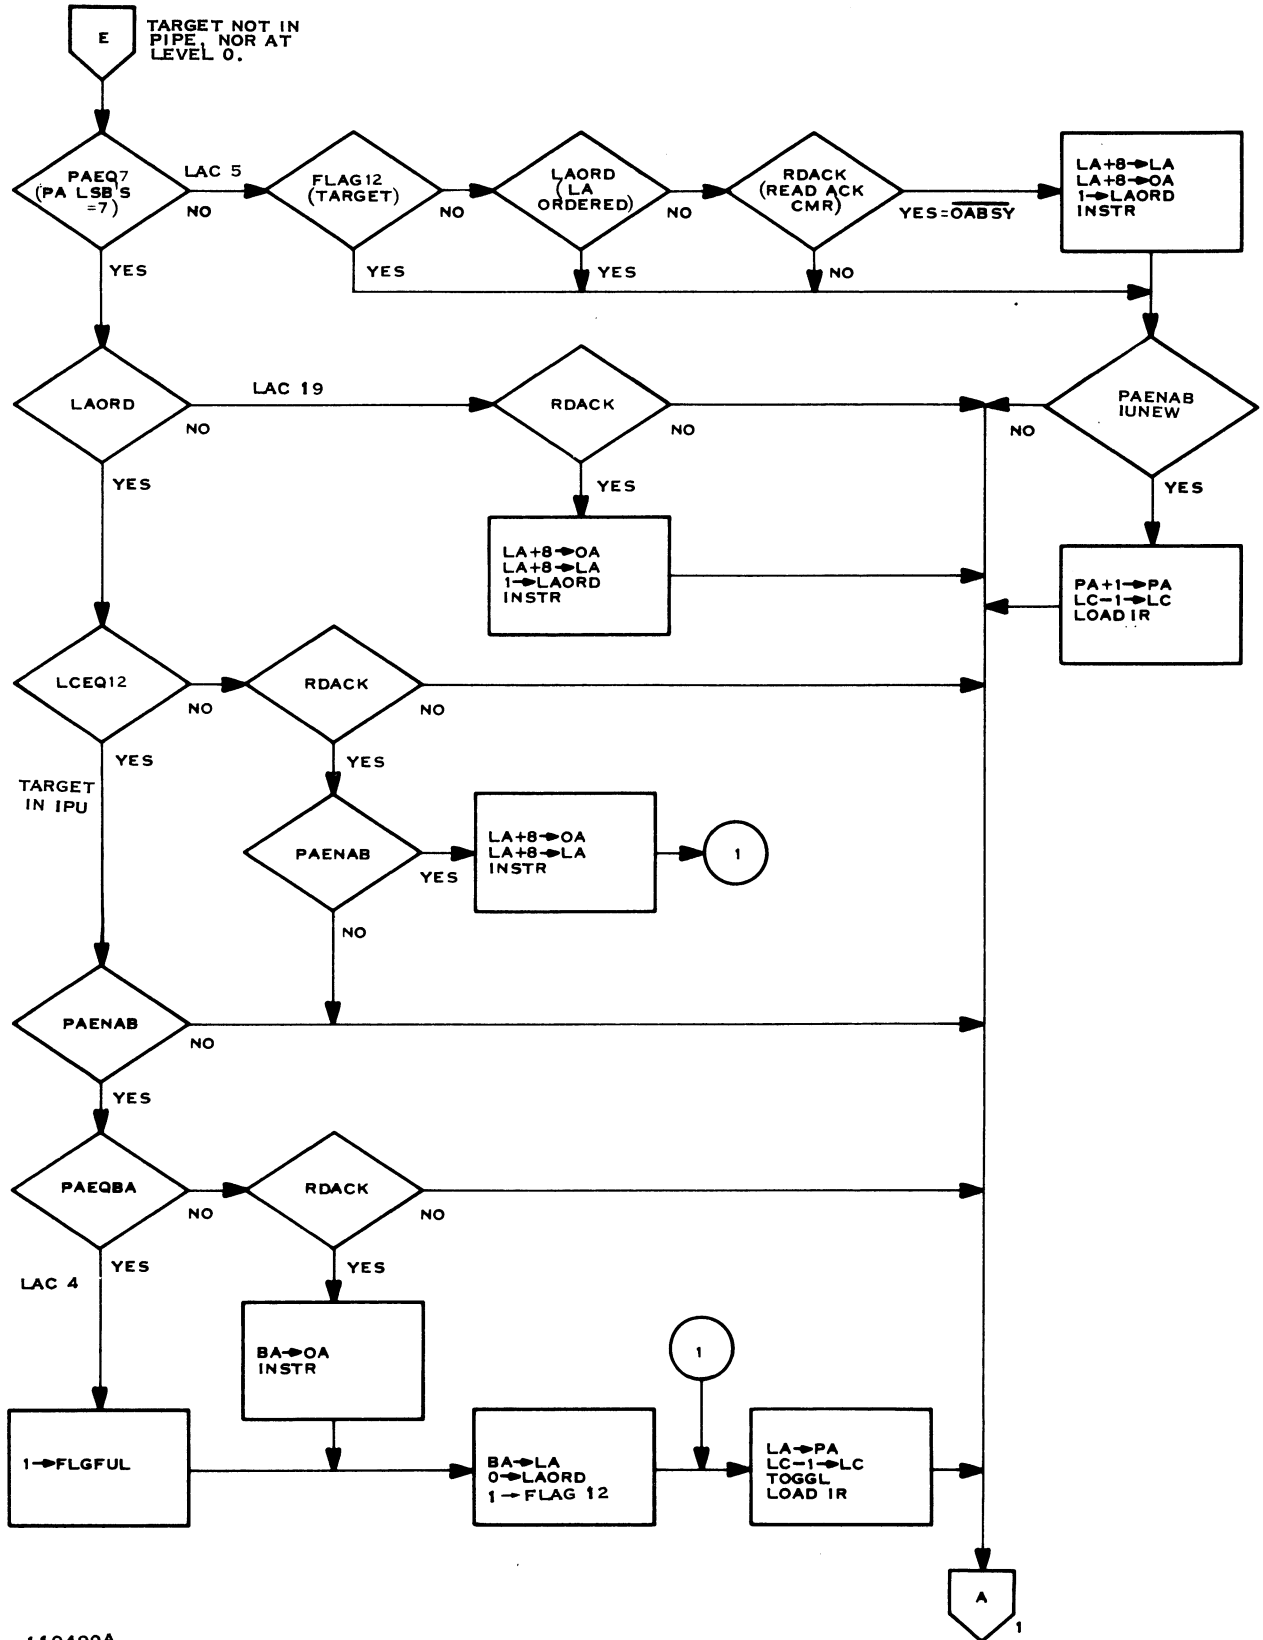 E
TARGET NOT IN
PIPE, NOR AT
LEVEL 0.
PAEQ7
(PA LSB'S
=7)
LAC 5
NO
YES
FLAG12
(TARGET)
NO
YES
LAORD
(LA
ORDERED)
NO
YES
RDACK
(READ ACK
CMR)
YES=O̅A̅B̅S̅Y̅
NO
LA+8→LA
LA+8→OA
1→LAORD
INSTR
LAORD
LAC 19
NO
YES
RDACK
NO
YES
PAENAB
IUNEW
NO
YES
LA+8→OA
LA+8→LA
1→LAORD
INSTR
PA+1→PA
LC-1→LC
LOAD IR
LCEQ12
NO
YES
RDACK
NO
YES
TARGET
IN IPU
PAENAB
YES
NO
LA+8→OA
LA+8→LA
INSTR
1
PAENAB
NO
YES
PAEQBA
NO
YES
RDACK
NO
YES
LAC 4
BA→OA
INSTR
1
1→FLGFUL
BA→LA
0→LAORD
1→FLAG 12
LA→PA
LC-1→LC
TOGGL
LOAD IR
A
1